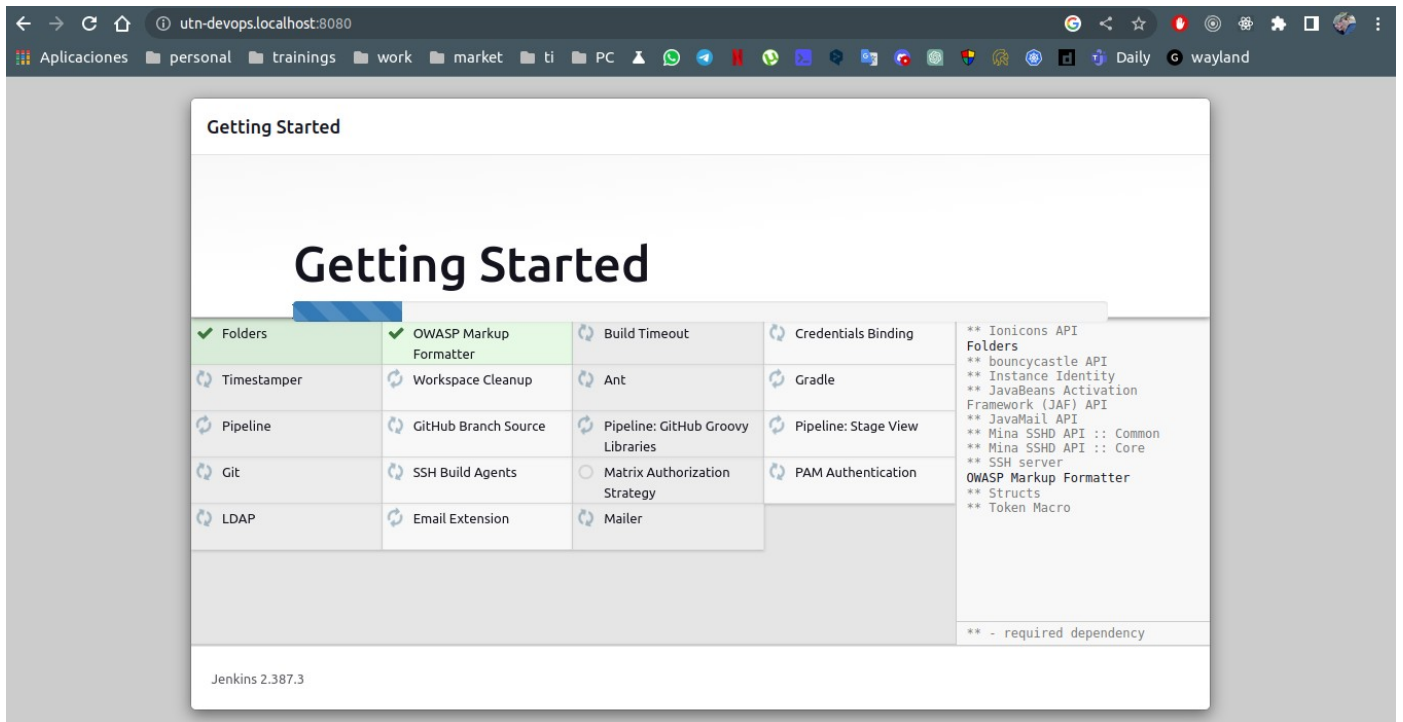 utn-devops.localhost:8080
Aplicaciones personal trainings work market ti PC Daily wayland
Getting Started
Getting Started
Folders
OWASP Markup
Formatter
Build Timeout
Credentials Binding
Timestamper
Workspace Cleanup
Ant
Gradle
Pipeline
GitHub Branch Source
Pipeline: GitHub Groovy
Libraries
Pipeline: Stage View
Git
SSH Build Agents
Matrix Authorization
Strategy
PAM Authentication
LDAP
Email Extension
Mailer
** Ionicons API
Folders
** bouncycastle API
** Instance Identity
** JavaBeans Activation
Framework (JAF) API
** JavaMail API
** Mina SSHD API :: Common
** Mina SSHD API :: Core
** SSH server
OWASP Markup Formatter
** Structs
** Token Macro
** - required dependency
Jenkins 2.387.3